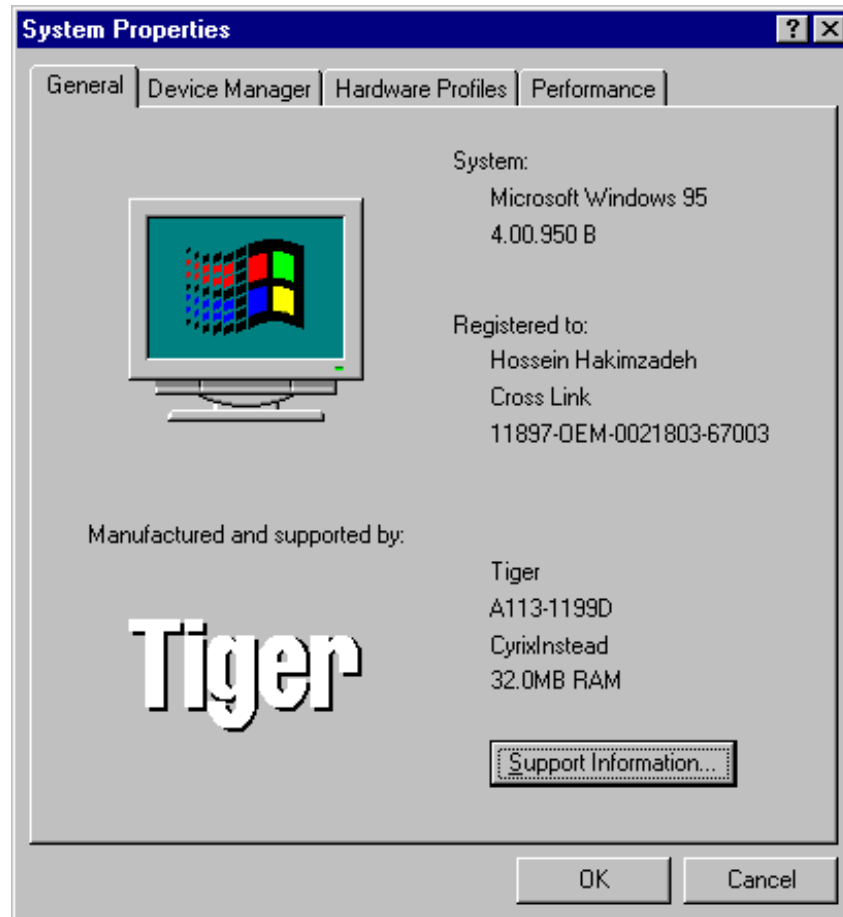 System Properties
General Device Manager Hardware Profiles Performance
System:
Microsoft Windows 95
4.00.950 B
Registered to:
Hossein Hakimzadeh
Cross Link
11897-OEM-0021803-67003
Manufactured and supported by:
Tiger
Tiger
A113-1199D
CyrixInstead
32.0MB RAM
Support Information...
OK Cancel